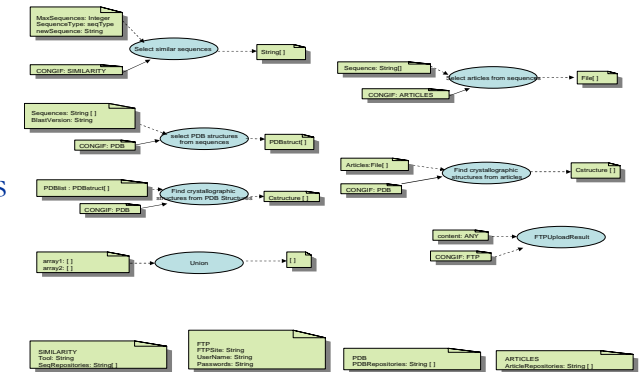 MaxSequences: Integer
SequenceType: seqType
newSequence: String
Select similar sequences
String[ ]
CONGIF: SIMILARITY
Sequence: String[]
Select articles from sequences
File[ ]
CONGIF: ARTICLES
Sequences: String [ ]
BlastVersion: String
select PDB structures
from sequences
PDBstruct[ ]
CONGIF: PDB
Articles:File[ ]
Find crystallographic
structures from articles
Cstructure [ ]
CONGIF: PDB
S
PDBlist : PDBstruct[ ]
Find cystallographic
structures from PDB Structures
Cstructure [ ]
CONGIF: PDB
content: ANY
FTPUploadResult
CONGIF: FTP
array1: [ ]
array2: [ ]
Union
[ ]
SIMILARITY
Tool: String
SeqRepositories: String[ ]
FTP
FTPSite: String
UserName: String
Passwords: String
PDB
PDBRepositories: String [ ]
ARTICLES
ArticleRepositories: String [ ]